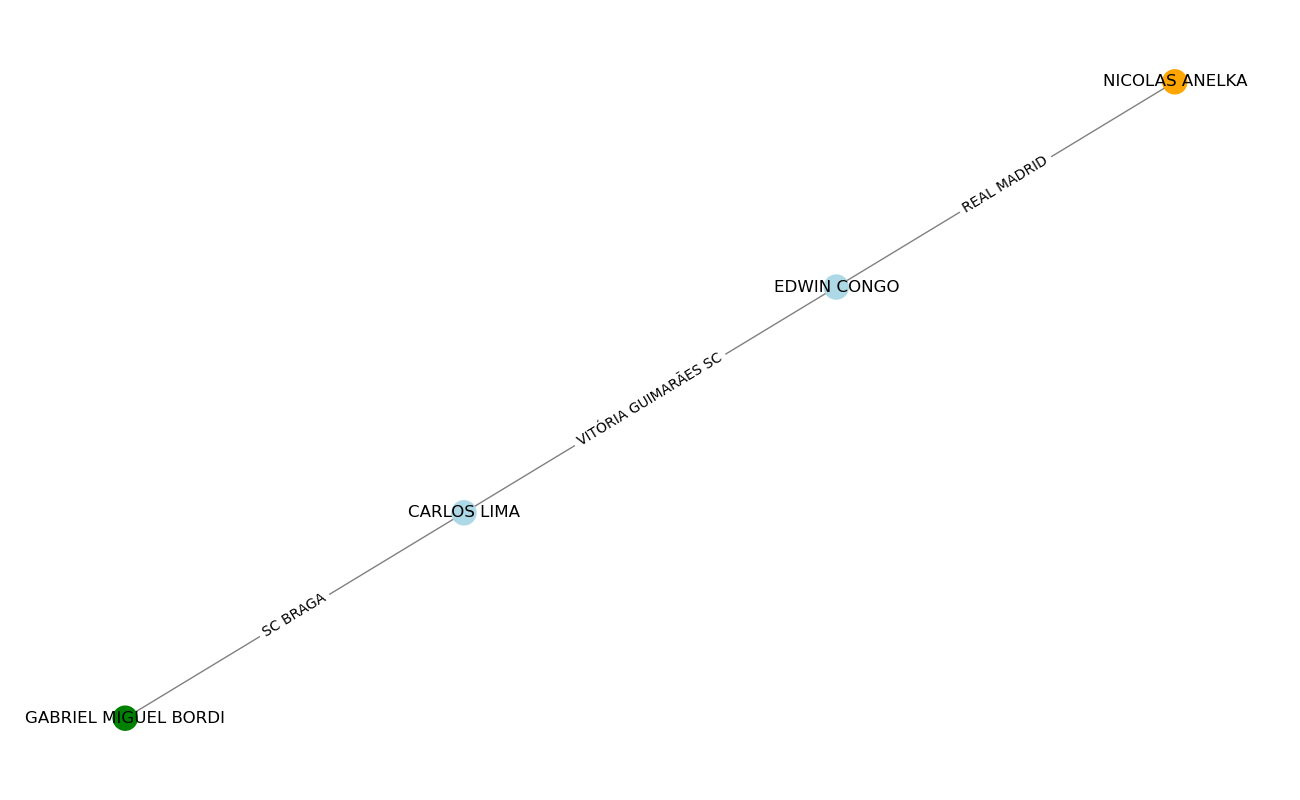 NICOLAS ANELKA
REAL MADRID
EDWIN CONGO
VITÓRIA GUIMARÃES SC
CARLOS LIMA
SC BRAGA
GABRIEL MIGUEL BORDI